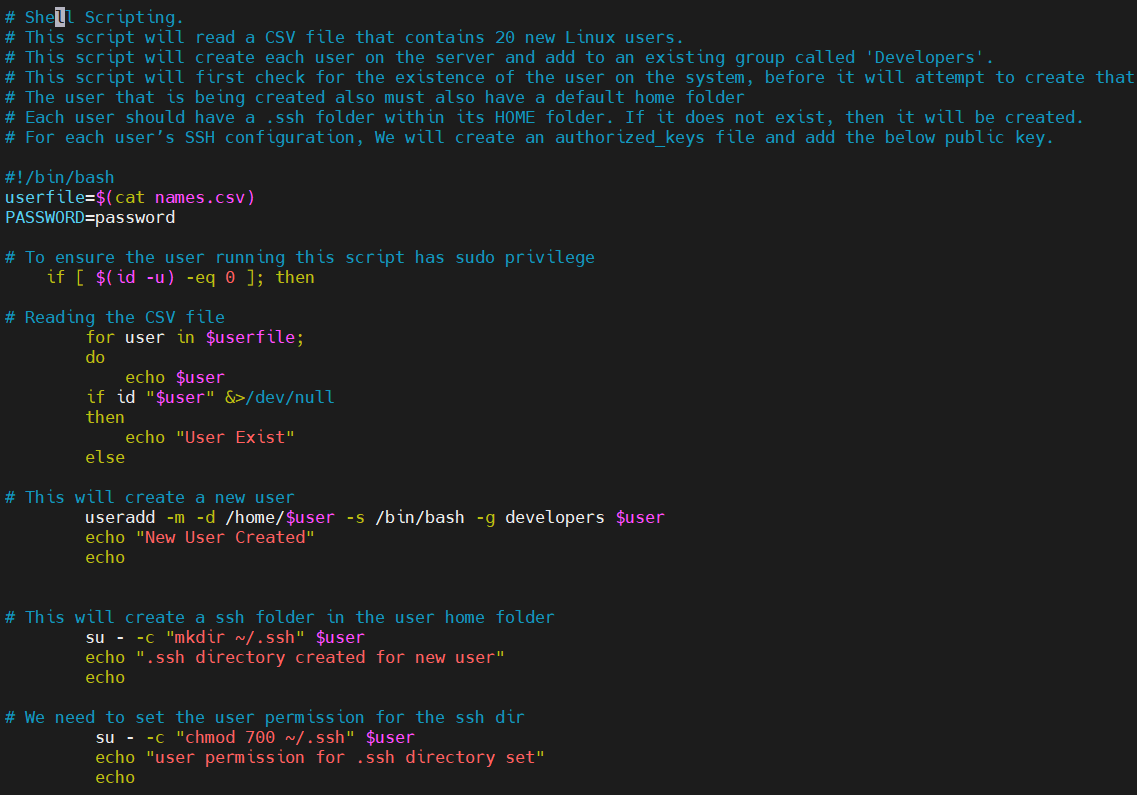 # Shell Scripting.
# This script will read a CSV file that contains 20 new Linux users.
# This script will create each user on the server and add to an existing group called 'Developers'.
# This script will first check for the existence of the user on the system, before it will attempt to create that
# The user that is being created also must also have a default home folder
# Each user should have a .ssh folder within its HOME folder. If it does not exist, then it will be created.
# For each user’s SSH configuration, We will create an authorized_keys file and add the below public key.
#!/bin/bash
userfile=$(cat names.csv)
PASSWORD=password
# To ensure the user running this script has sudo privilege
if [ $(id -u) -eq 0 ]; then
# Reading the CSV file
for user in $userfile;
do
echo $user
if id "$user" &>/dev/null
then
echo "User Exist"
else
# This will create a new user
useradd -m -d /home/$user -s /bin/bash -g developers $user
echo "New User Created"
echo
# This will create a ssh folder in the user home folder
su - -c "mkdir ~/.ssh" $user
echo ".ssh directory created for new user"
echo
# We need to set the user permission for the ssh dir
su - -c "chmod 700 ~/.ssh" $user
echo "user permission for .ssh directory set"
echo